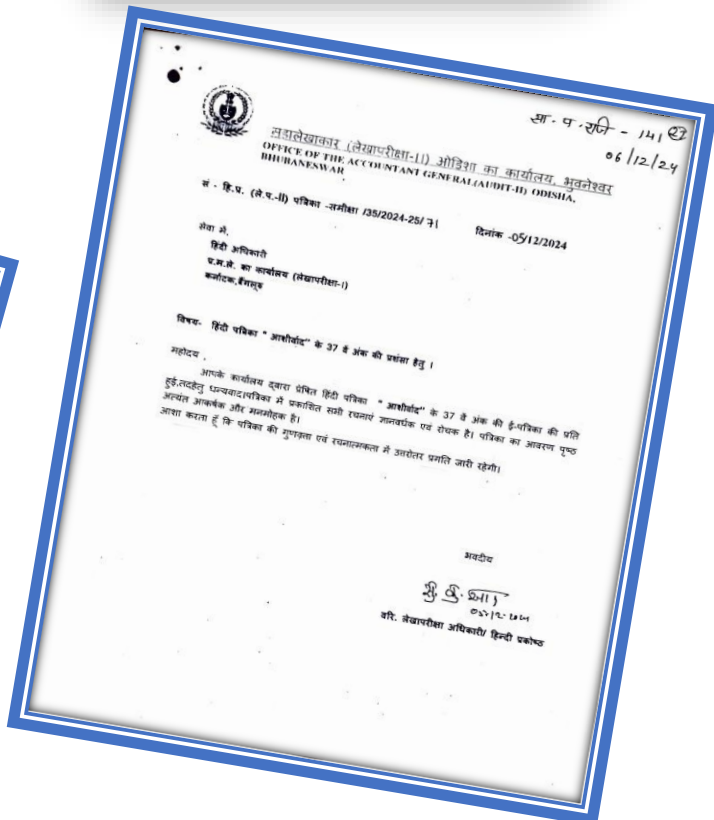 सा. प. राजि - 141 27
06/12/24
महालेखाकार (लेखापरीक्षा-II) ओडिशा का कार्यालय, भुवनेश्वर
OFFICE OF THE ACCOUNTANT GENERAL(AUDIT-II) ODISHA,
BHUBANESWAR
सं - हि.प्र. (ले.प.-II) पत्रिका -समीक्षा /35/2024-25/ 71 दिनांक -05/12/2024
सेवा में,
हिंदी अधिकारी
प्र.म.ले. का कार्यालय (लेखापरीक्षा-I)
कर्नाटक,बैंगलूरु
विषय- हिंदी पत्रिका " आशीर्वाद" के 37 वें अंक की प्रशंसा हेतु ।
महोदय ,
आपके कार्यालय द्वारा प्रेषित हिंदी पत्रिका " आशीर्वाद" के 37 वें अंक की ई-पत्रिका की प्रति
हुई,तदहेतु धन्यवाद।पत्रिका में प्रकाशित सभी रचनाएं ज्ञानवर्धक एवं रोचक है। पत्रिका का आवरण पृष्ठ
अत्यंत आकर्षक और मनमोहक है।
आशा करता हूँ कि पत्रिका की गुणवत्ता एवं रचनात्मकता में उत्तरोतर प्रगति जारी रहेगी।
भवदीय
वरि. लेखापरीक्षा अधिकारी/ हिन्दी प्रकोष्ठ